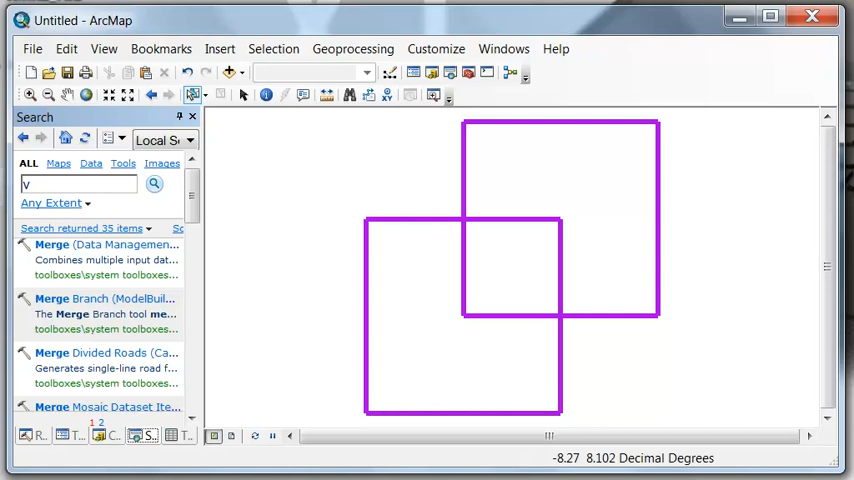 Untitled - ArcMap
File Edit View Bookmarks Insert Selection Geoprocessing Customize Windows Help
Search
Local S
ALL Maps Data Tools Images
v
Any Extent
Search returned 35 items
Merge (Data Managemen...
Combines multiple input dat...
toolboxes\system toolboxes...
Merge Branch (ModelBuil...
The Merge Branch tool me...
toolboxes\system toolboxes...
Merge Divided Roads (Ca...
Generates single-line road f...
toolboxes\system toolboxes...
Merge Mosaic Dataset Ite...
1 2
R.. T... C.. S.. T..
-8.27 8.102 Decimal Degrees